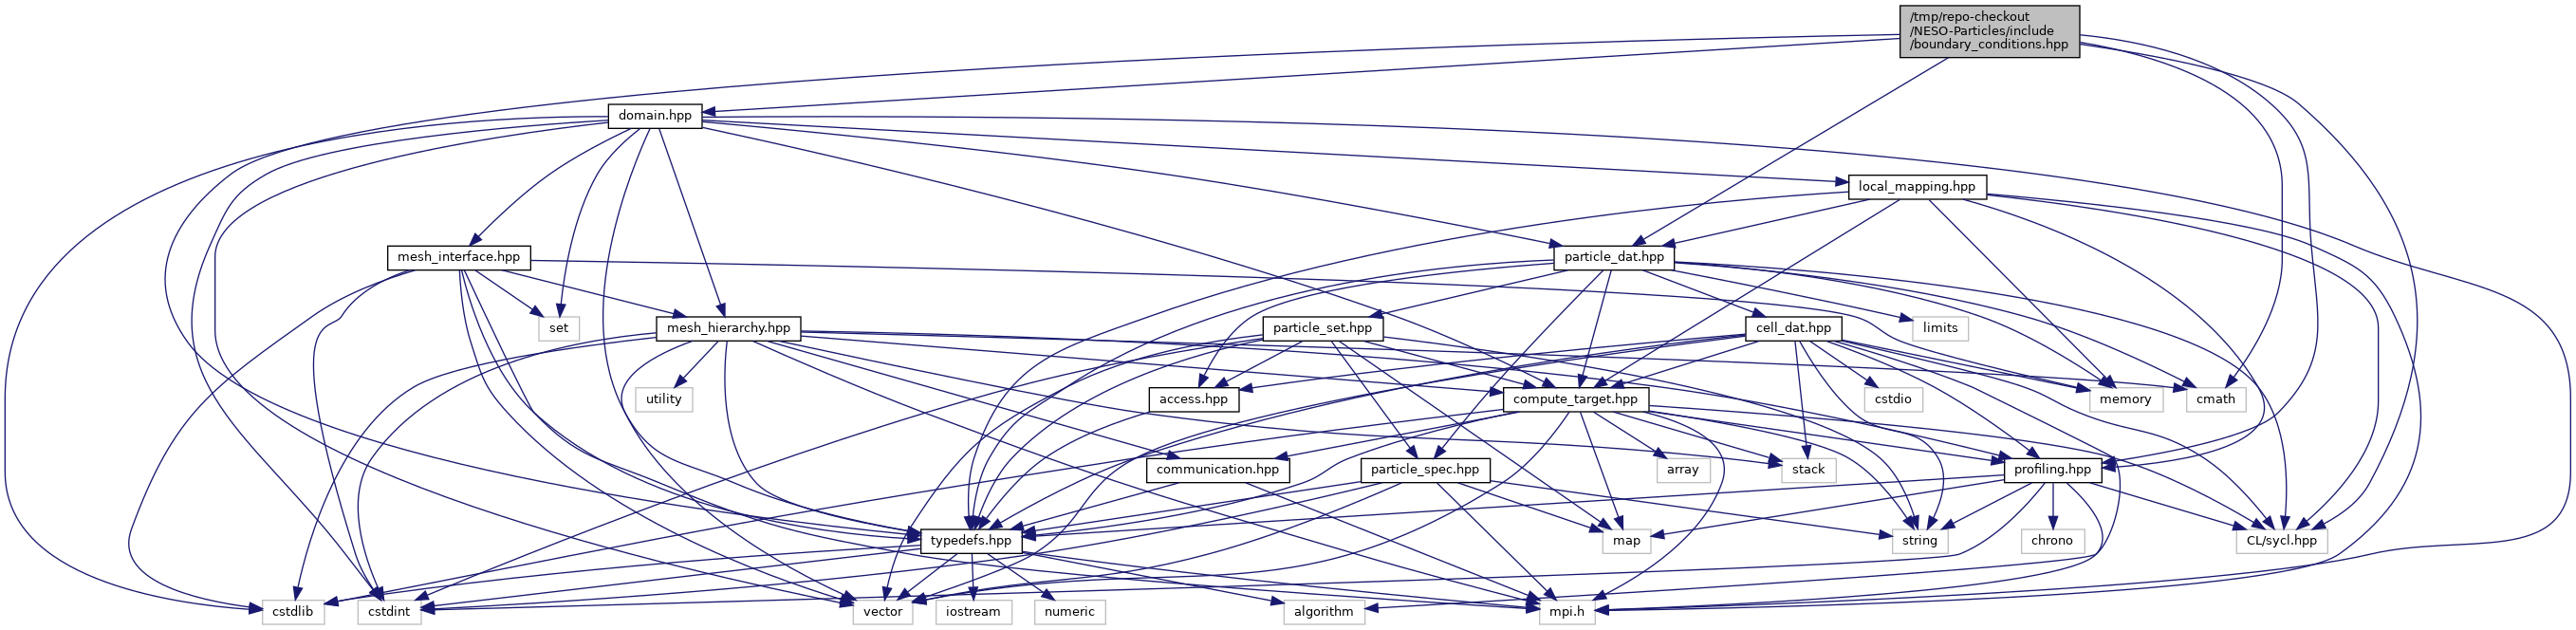 /tmp/repo-checkout
/NESO-Particles/include
/boundary_conditions.hpp
domain.hpp
local_mapping.hpp
mesh_interface.hpp
particle_dat.hpp
set
mesh_hierarchy.hpp
particle_set.hpp
cell_dat.hpp
limits
utility
access.hpp
compute_target.hpp
cstdio
memory
cmath
communication.hpp
particle_spec.hpp
array
stack
profiling.hpp
typedefs.hpp
map
string
chrono
CL/sycl.hpp
cstdlib
cstdint
vector
iostream
numeric
algorithm
mpi.h